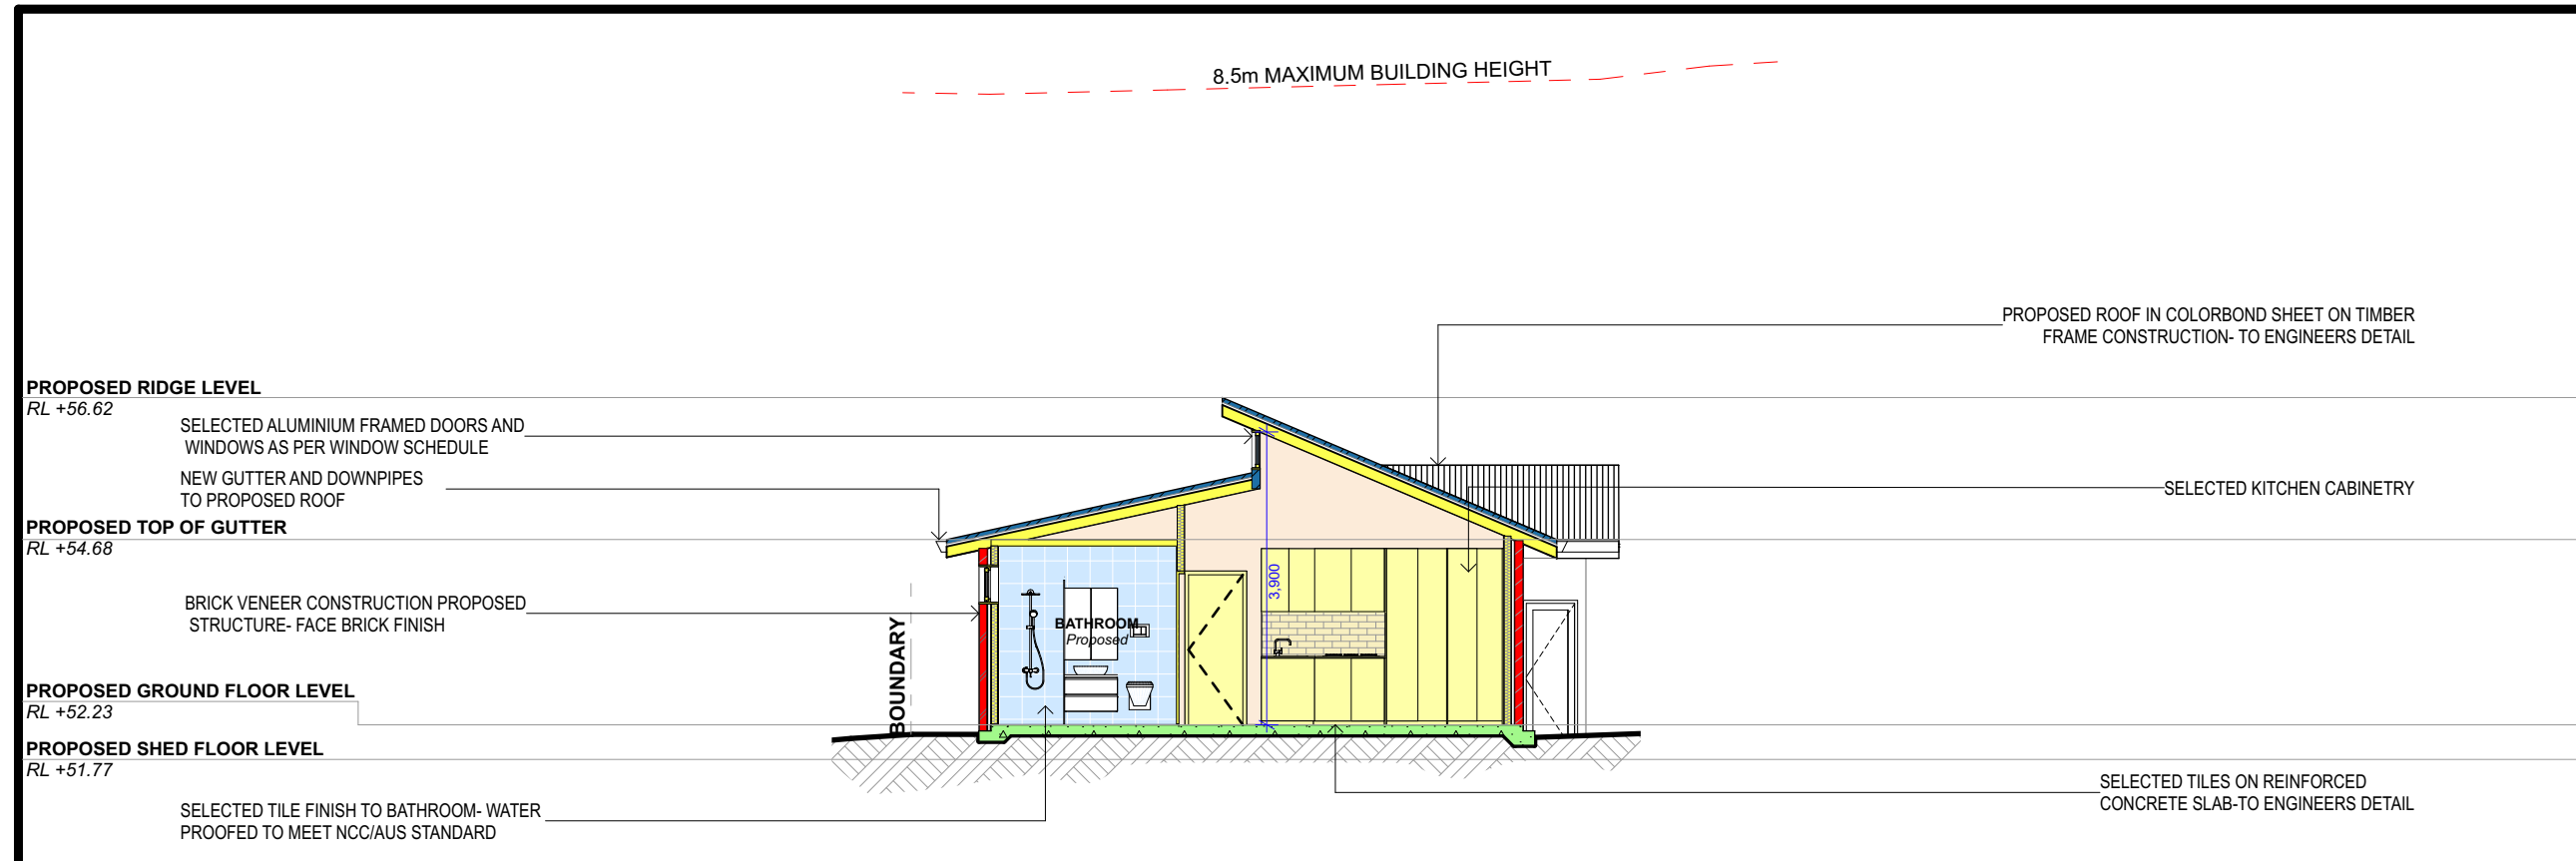 8.5m MAXIMUM BUILDING HEIGHT
PROPOSED ROOF IN COLORBOND SHEET ON TIMBER
FRAME CONSTRUCTION- TO ENGINEERS DETAIL
PROPOSED RIDGE LEVEL
RL +56.62
SELECTED ALUMINIUM FRAMED DOORS AND
WINDOWS AS PER WINDOW SCHEDULE
NEW GUTTER AND DOWNPIPES
TO PROPOSED ROOF
SELECTED KITCHEN CABINETRY
PROPOSED TOP OF GUTTER
RL +54.68
3,900
BRICK VENEER CONSTRUCTION PROPOSED
STRUCTURE- FACE BRICK FINISH
BATHROOM
Proposed
BOUNDARY
PROPOSED GROUND FLOOR LEVEL
RL +52.23
PROPOSED SHED FLOOR LEVEL
RL +51.77
SELECTED TILES ON REINFORCED
CONCRETE SLAB-TO ENGINEERS DETAIL
SELECTED TILE FINISH TO BATHROOM- WATER
PROOFED TO MEET NCC/AUS STANDARD